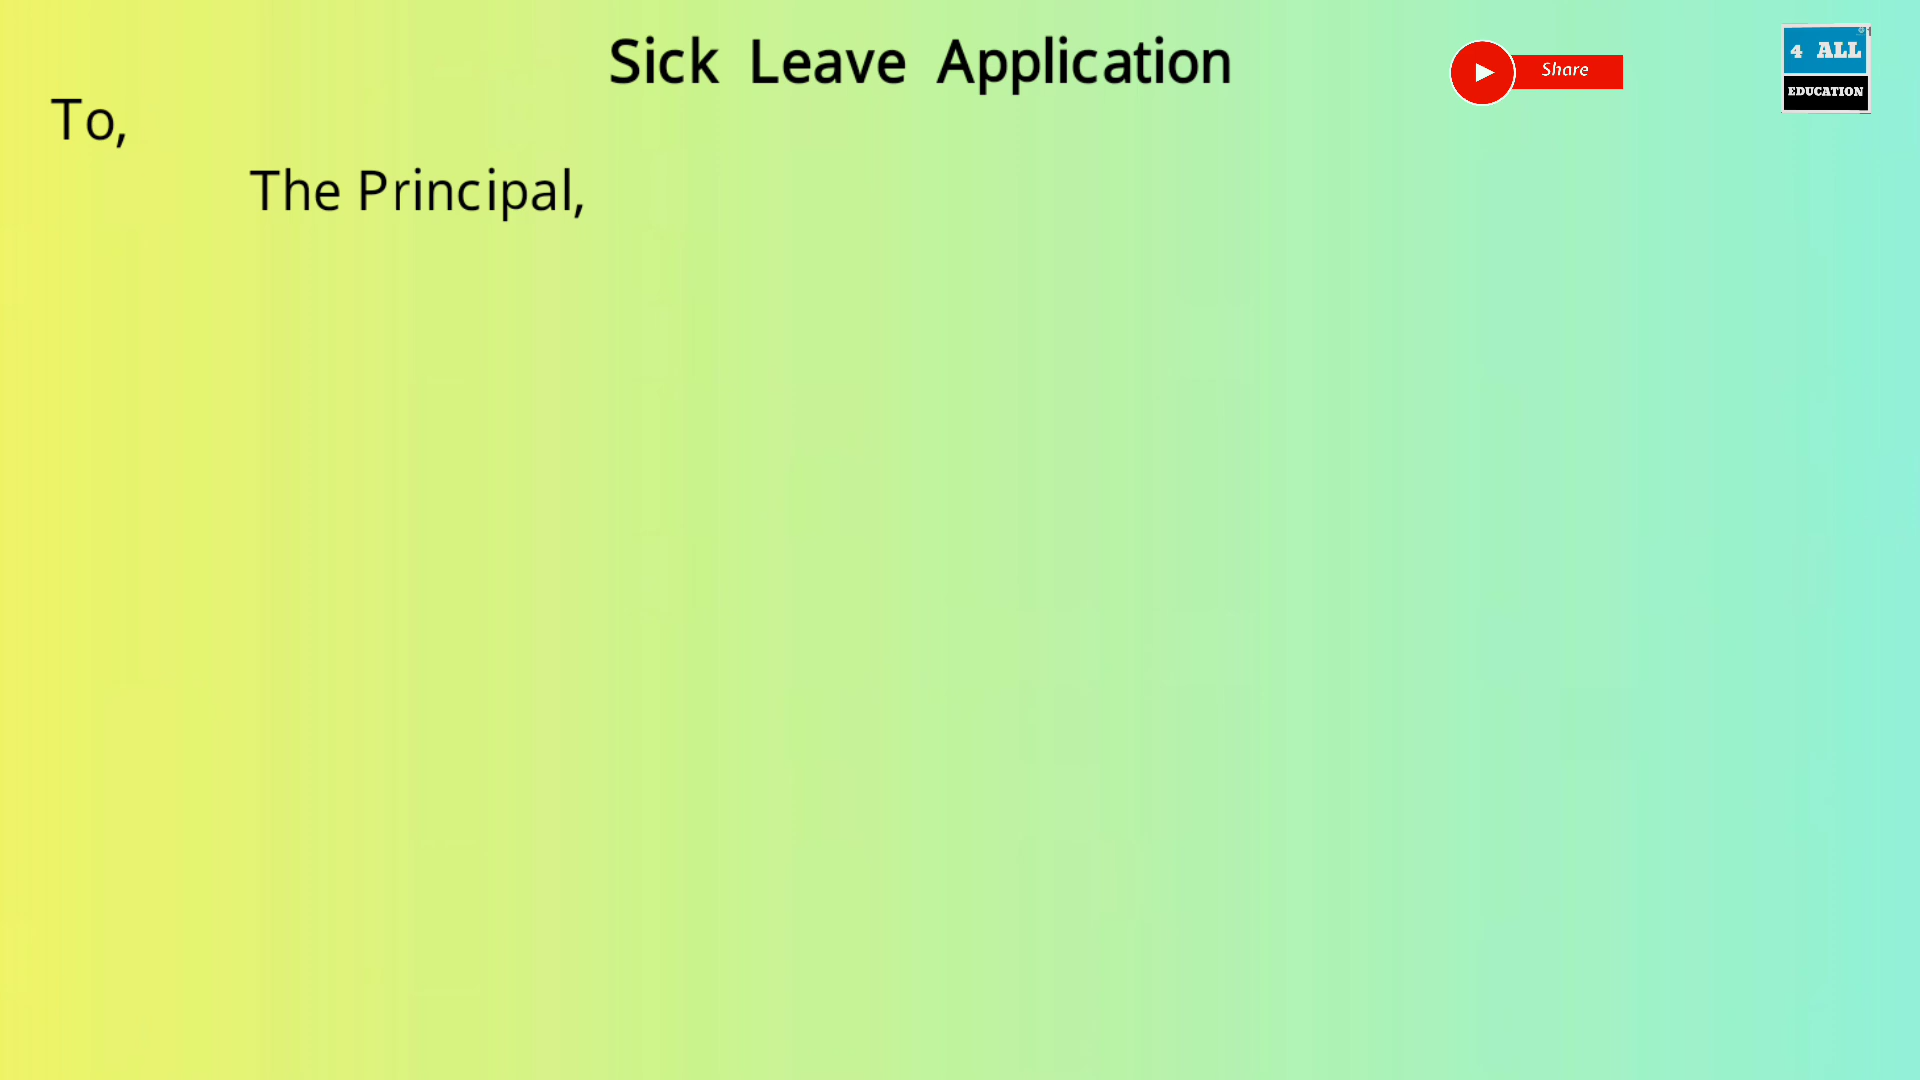 Sick Leave Application
Share
4 ALL
EDUCATION
To,
The Principal,